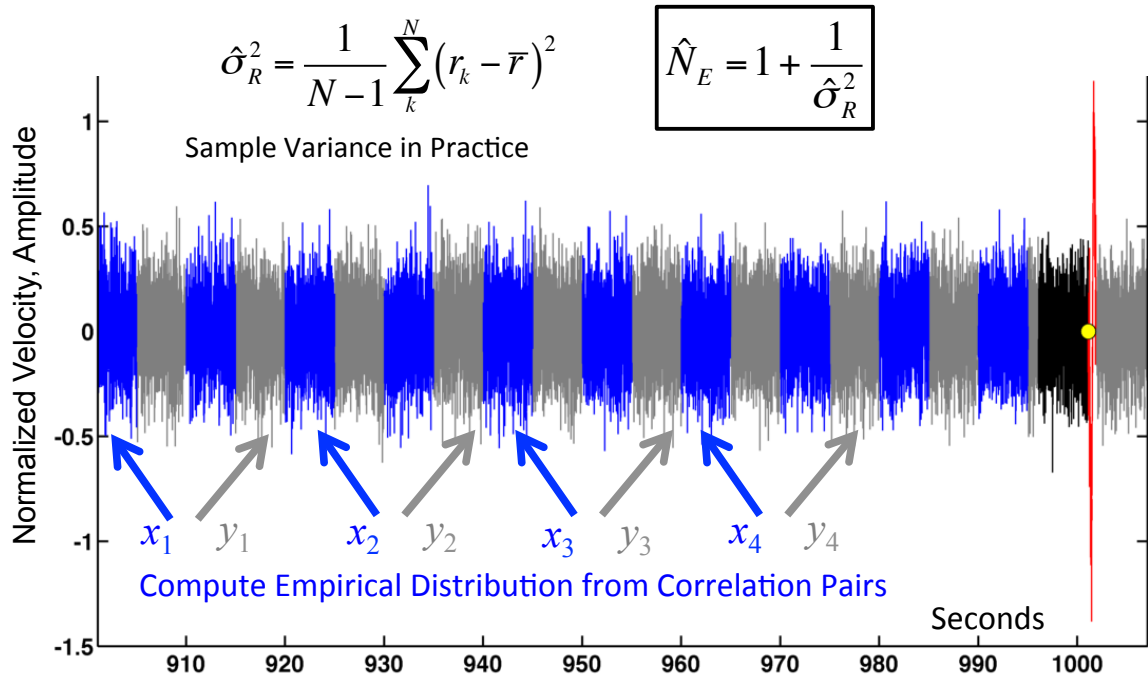 σ̂²_R = 1/(N−1) Σ_k^N (r_k − r̄)²
N̂_E = 1 + 1/σ̂²_R
Sample Variance in Practice
Normalized Velocity, Amplitude
1
0.5
0
-0.5
-1
-1.5
x₁ y₁ x₂ y₂ x₃ y₃ x₄ y₄
Compute Empirical Distribution from Correlation Pairs
Seconds
910 920 930 940 950 960 970 980 990 1000